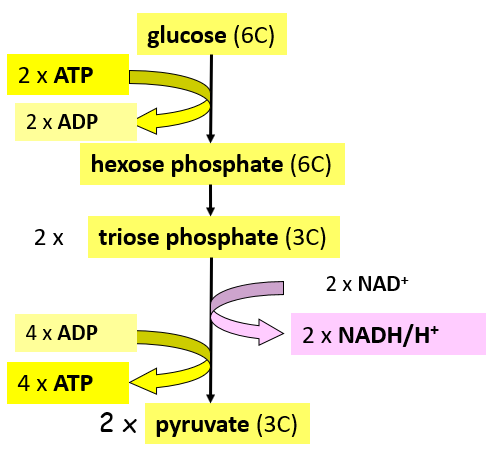 glucose (6C)
2 x ATP
2 x ADP
hexose phosphate (6C)
2 x triose phosphate (3C)
2 x NAD⁺
2 x NADH/H⁺
4 x ADP
4 x ATP
2 x pyruvate (3C)